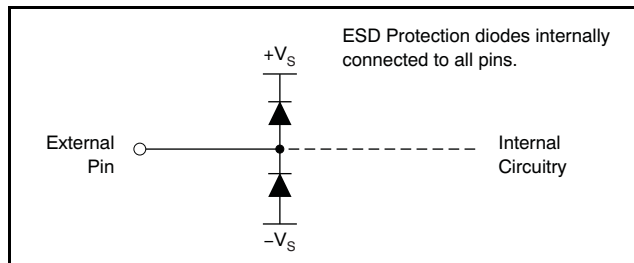 ESD Protection diodes internally
connected to all pins.
+VS
External
Pin
Internal
Circuitry
−VS